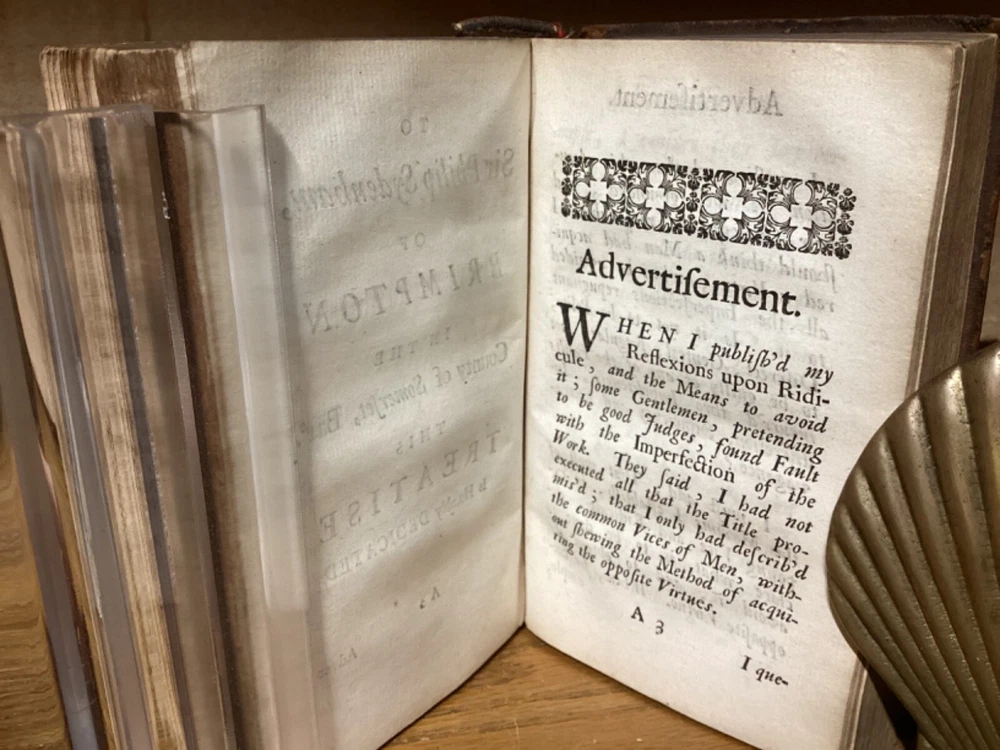 TO
Sir Philip Sydenham,
OF
BRIMPTON
IN THE
County of Somerset, Bar
THIS
TREATISE
Is Humbly DEDICATED
Advertiſement.
Advertiſement.
WHEN I publiſh'd my
Reflexions upon Ridi-
cule, and the Means to avoid
it; ſome Gentlemen, pretending
to be good Judges, found Fault
with the Imperfection of the
Work. They ſaid, I had not
executed all that the Title pro-
mis'd; that I only had deſcrib'd
the common Vices of Men, with-
out ſhewing the Method of acqui-
ring the oppoſite Virtues.
A 3
I que-